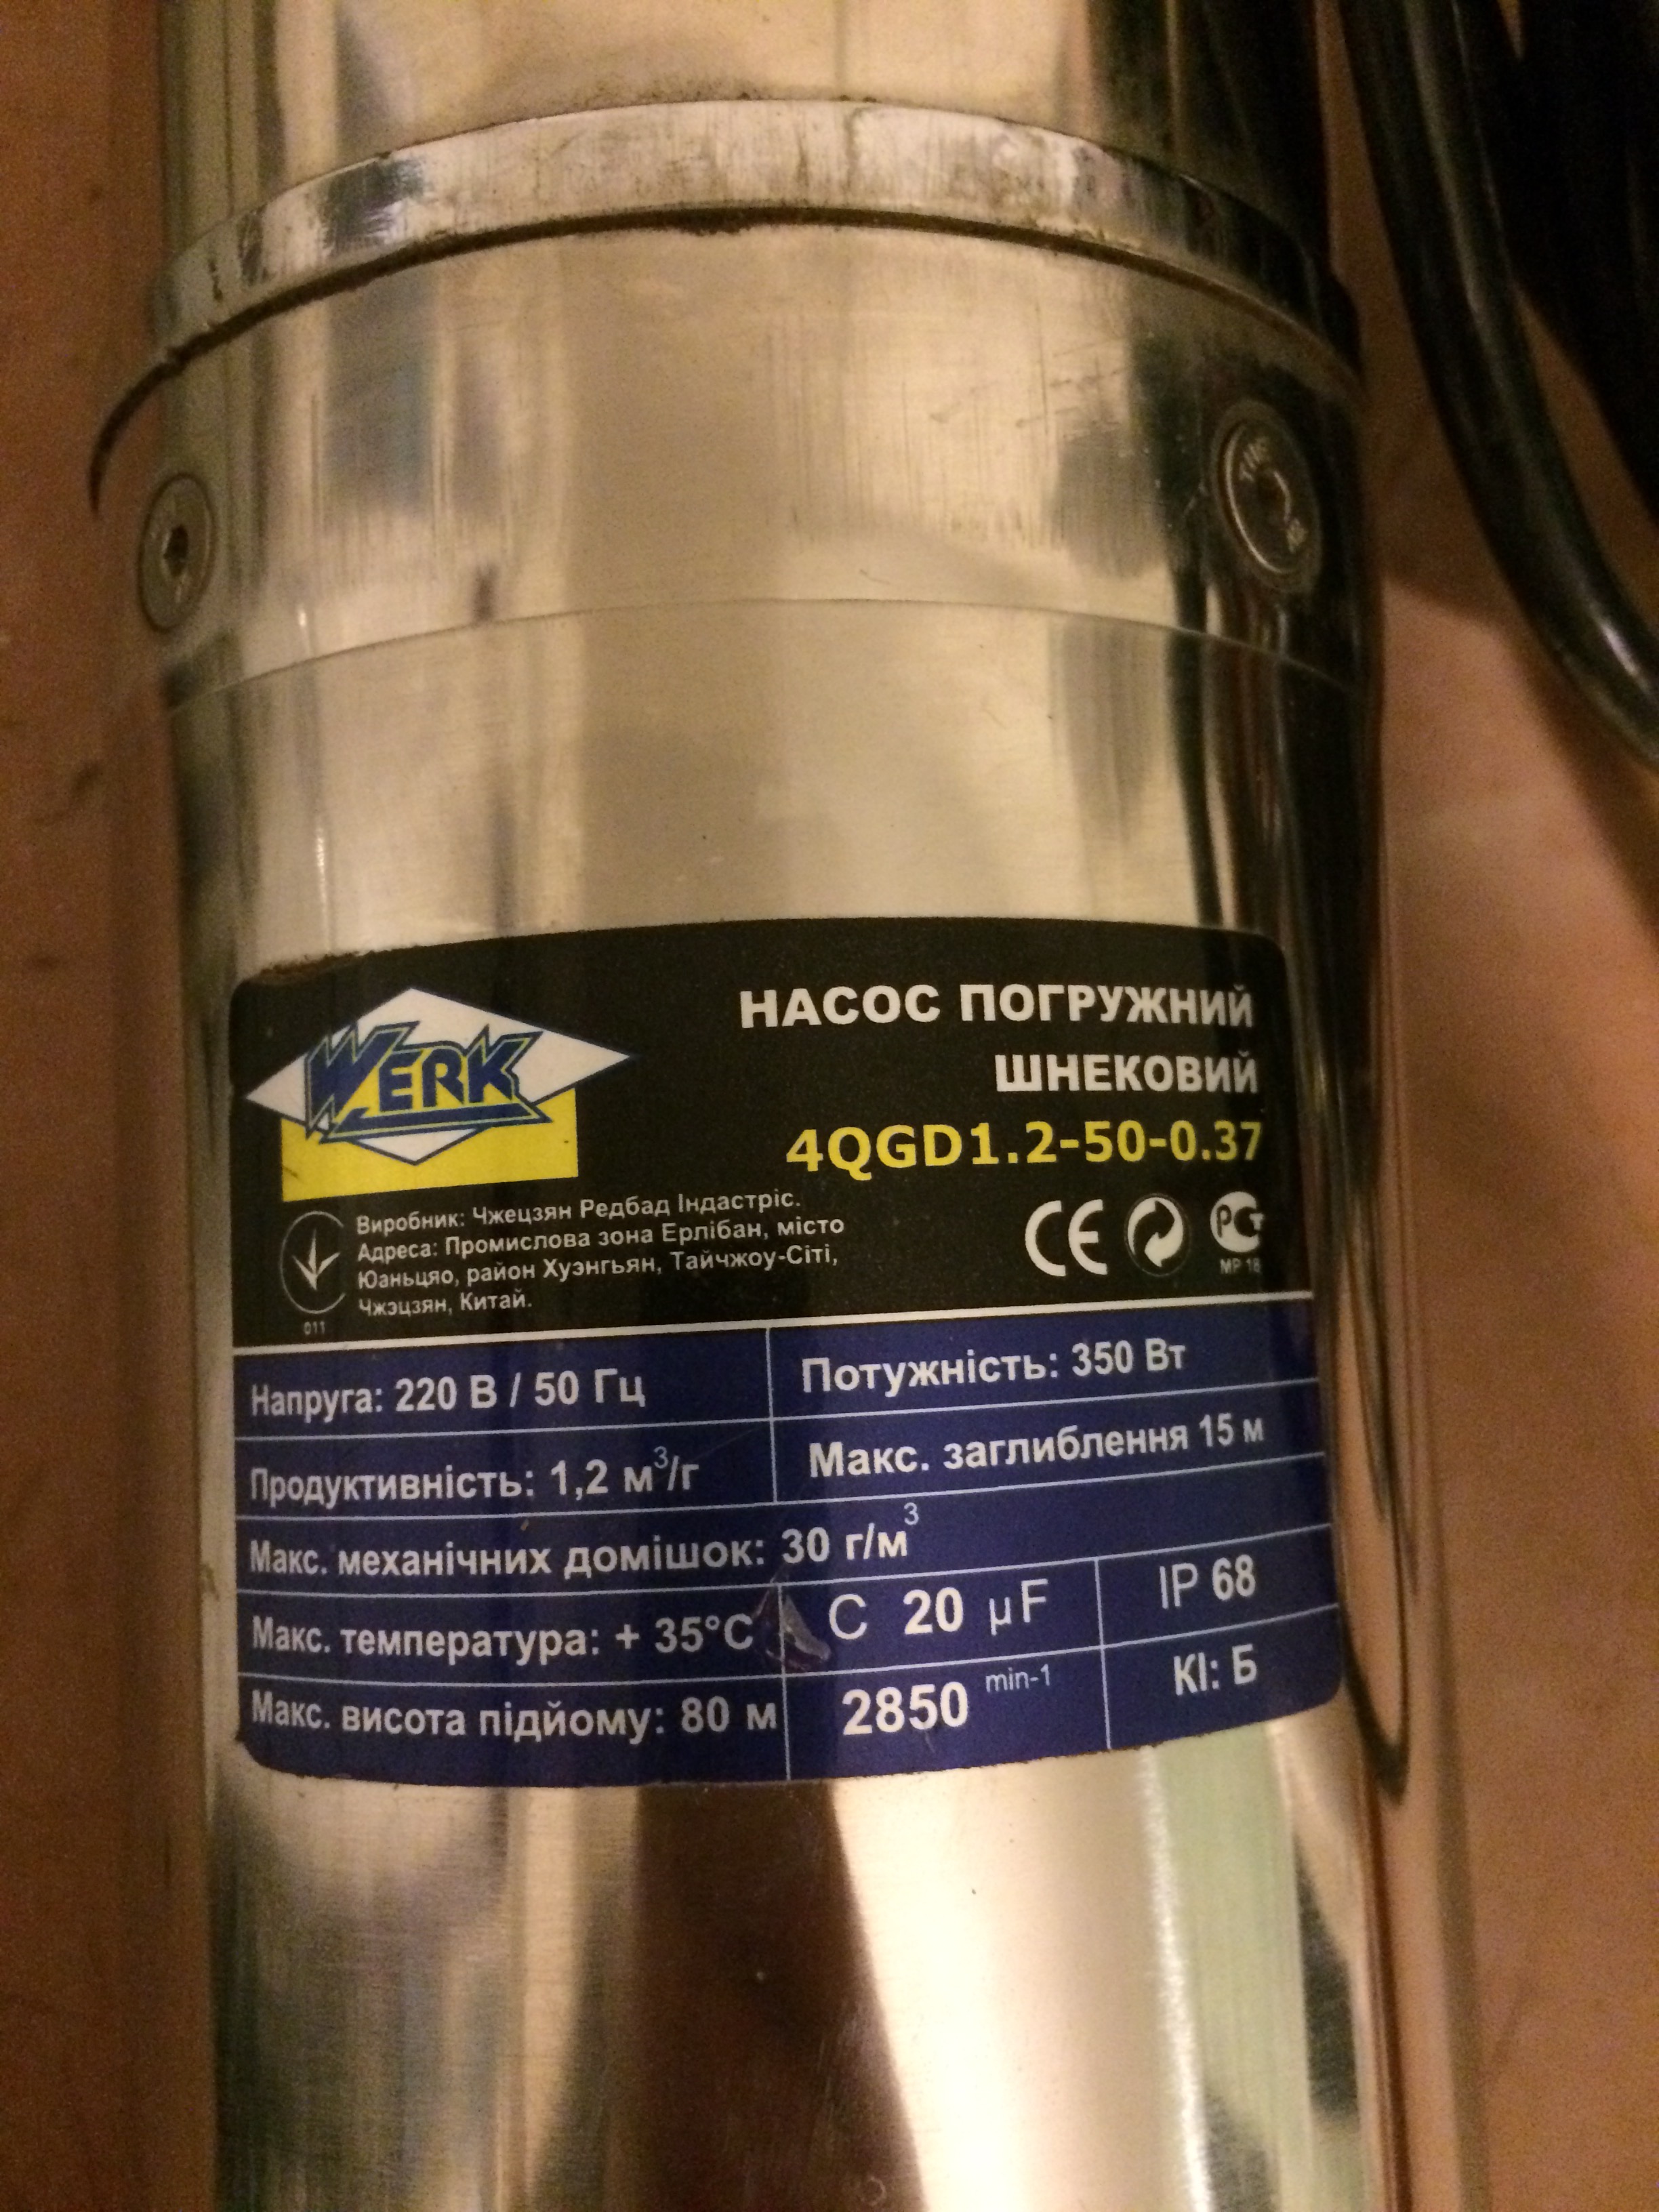 WERK
НАСОС ПОГРУЖНИЙ
ШНЕКОВИЙ
4QGD1.2-50-0.37
Виробник: Чжецзян Редбад Індастріс.
Адреса: Промислова зона Ерлібан, місто
Юаньцяо, район Хуэнгьян, Тайчжоу-Сіті,
Чжэцзян, Китай.
011
CE
РСТ
МР 18
Напруга: 220 В / 50 Гц
Потужність: 350 Вт
Продуктивність: 1,2 м³/г
Макс. заглиблення 15 м
Макс. механічних домішок: 30 г/м³
Макс. температура: + 35°C
C 20 µF
IP 68
Макс. висота підйому: 80 м
2850 min-1
КІ: Б